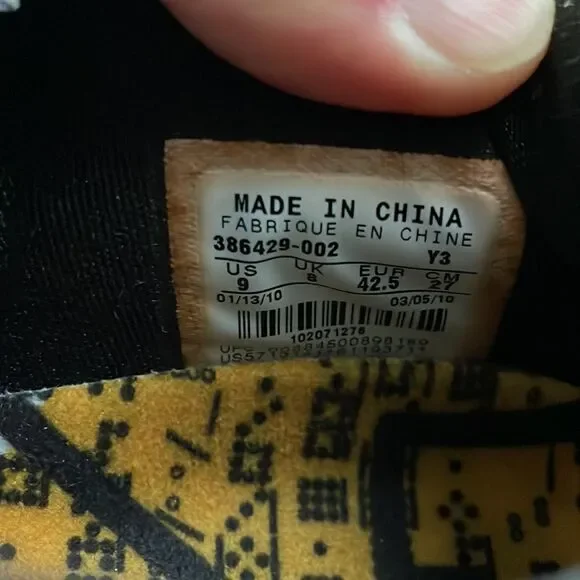 MADE IN CHINA
FABRIQUE EN CHINE
386429-002 Y3
US UK EUR CM
9 8 42.5 27
01/13/10 03/05/10
102071278